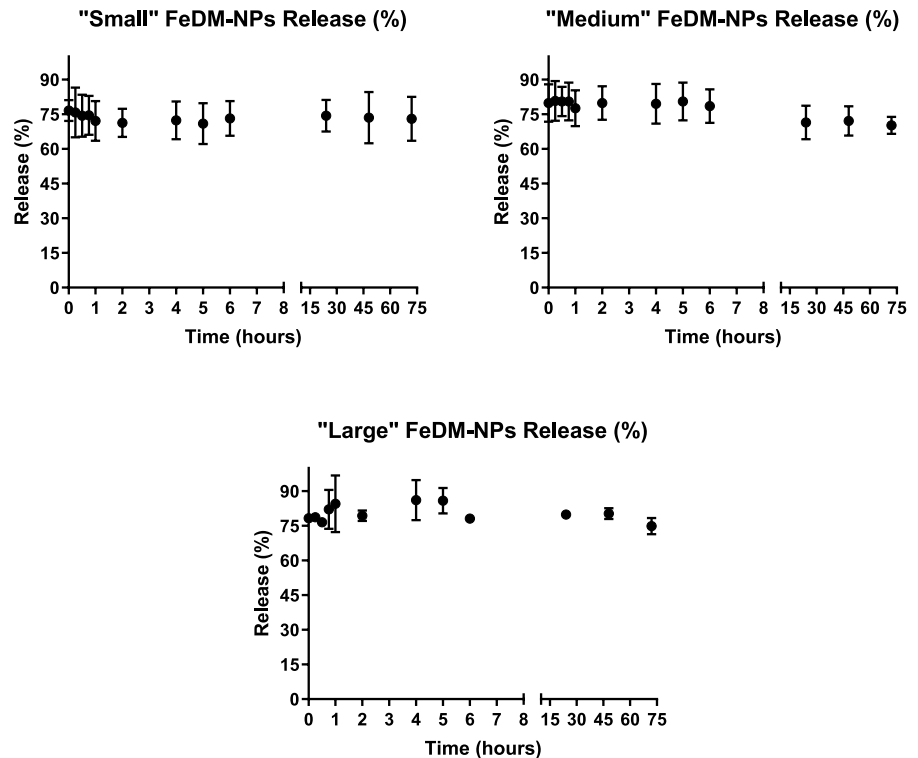 "Small" FeDM-NPs Release (%)
90
75
60
45
30
15
0
Release (%)
0 1 2 3 4 5 6 7 8 15 30 45 60 75
Time (hours)
"Medium" FeDM-NPs Release (%)
90
75
60
45
30
15
0
Release (%)
0 1 2 3 4 5 6 7 8 15 30 45 60 75
Time (hours)
"Large" FeDM-NPs Release (%)
90
75
60
45
30
15
0
Release (%)
0 1 2 3 4 5 6 7 8 15 30 45 60 75
Time (hours)